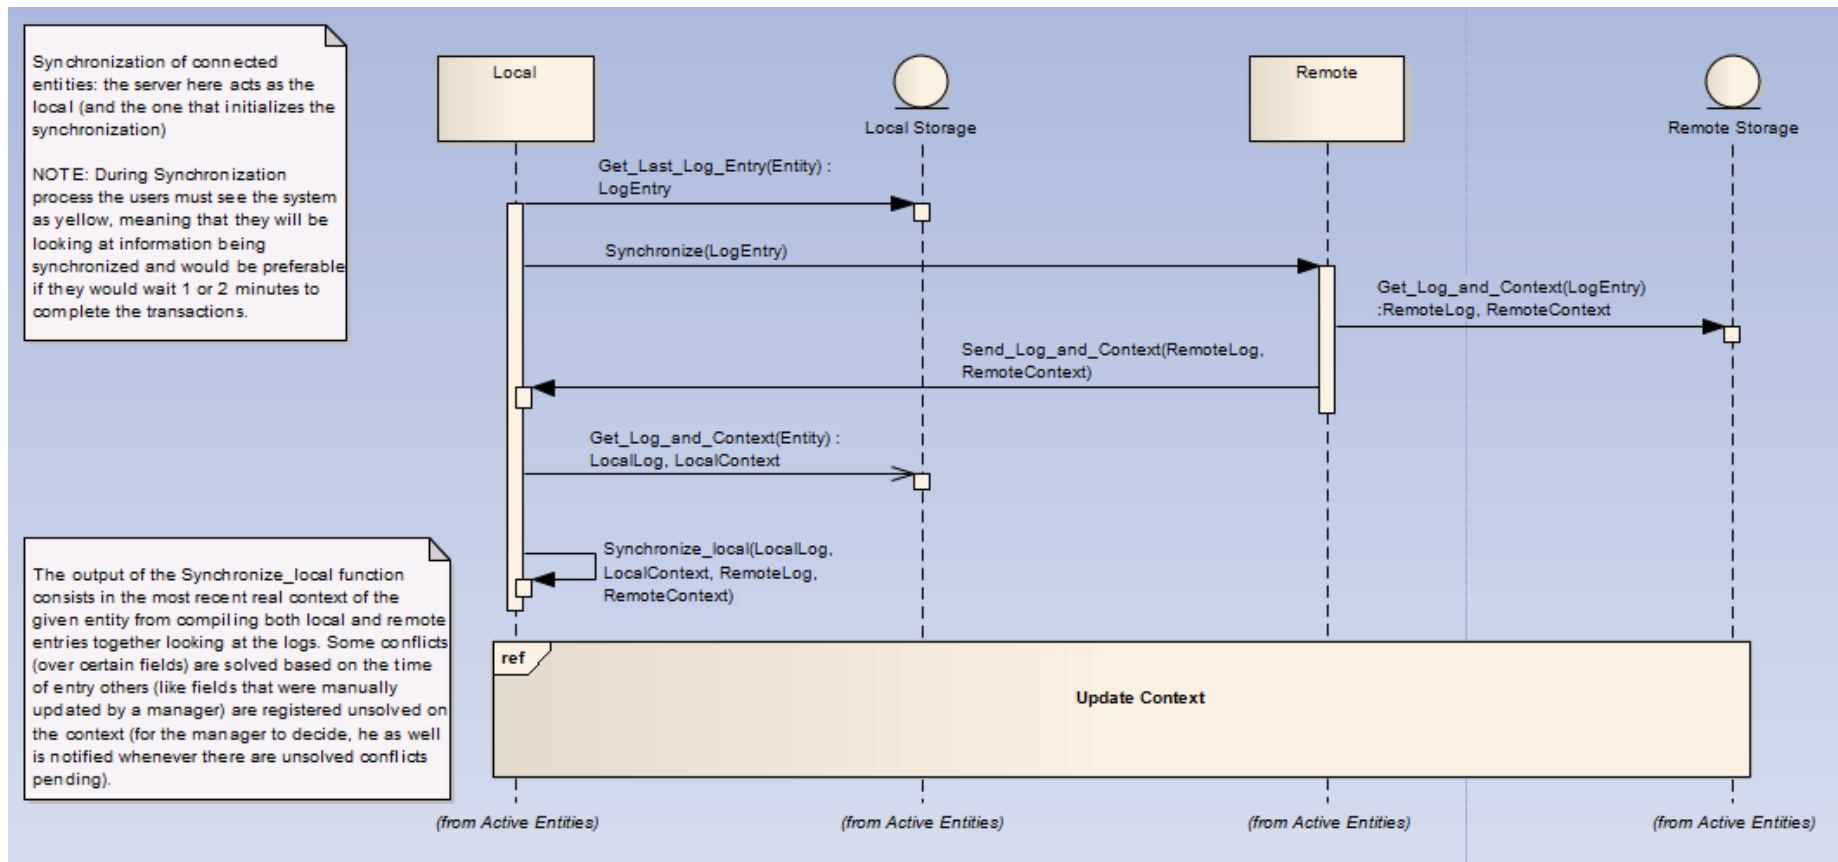 Synchronization of connected
entities: the server here acts as the
local (and the one that initializes the
synchronization)
NOTE: During Synchronization
process the users must see the system
as yellow, meaning that they will be
looking at information being
synchronized and would be preferable
if they would wait 1 or 2 minutes to
complete the transactions.
Local
Local Storage
Remote
Remote Storage
Get_Last_Log_Entry(Entity) :
LogEntry
Synchronize(LogEntry)
Get_Log_and_Context(LogEntry)
:RemoteLog, RemoteContext
Send_Log_and_Context(RemoteLog,
RemoteContext)
Get_Log_and_Context(Entity) :
LocalLog, LocalContext
Synchronize_local(LocalLog,
LocalContext, RemoteLog,
RemoteContext)
The output of the Synchronize_local function
consists in the most recent real context of the
given entity from compiling both local and remote
entries together looking at the logs. Some conflicts
(over certain fields) are solved based on the time
of entry others (like fields that were manually
updated by a manager) are registered unsolved on
the context (for the manager to decide, he as well
is notified whenever there are unsolved conflicts
pending).
ref
Update Context
(from Active Entities)
(from Active Entities)
(from Active Entities)
(from Active Entities)